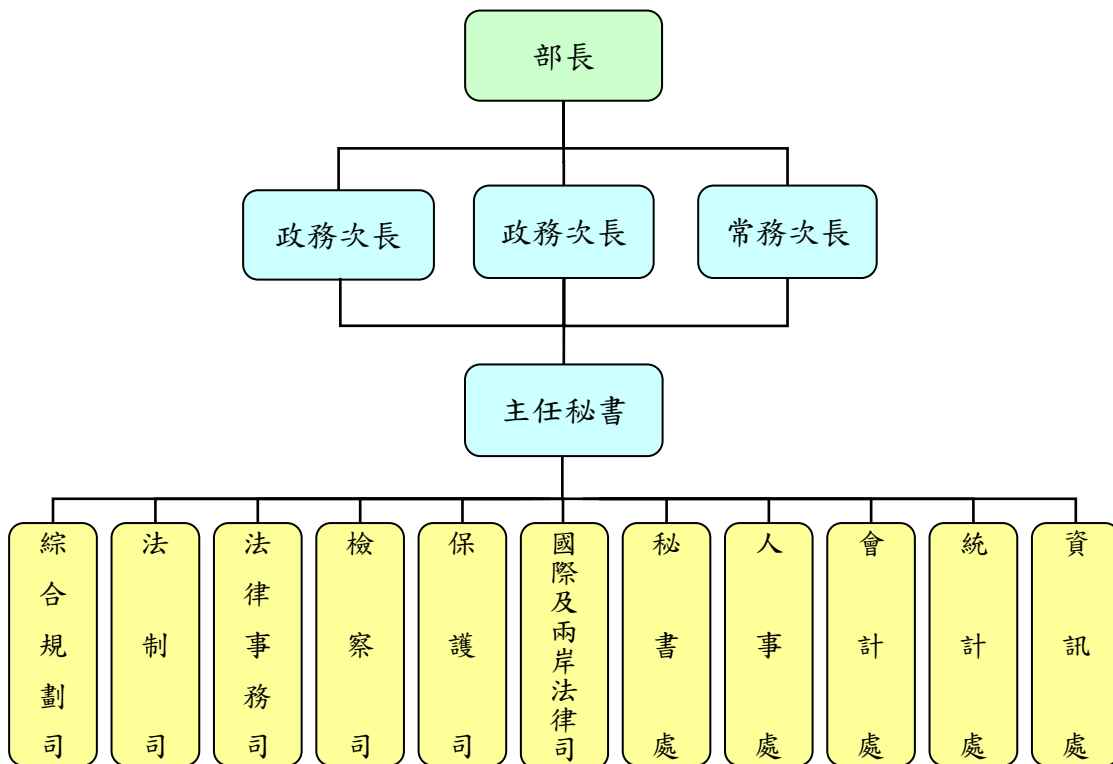 部長
政務次長
政務次長
常務次長
主任秘書
綜合規劃司
法制司
法律事務司
檢察司
保護司
國際及兩岸法律司
秘書處
人事處
會計處
統計處
資訊處